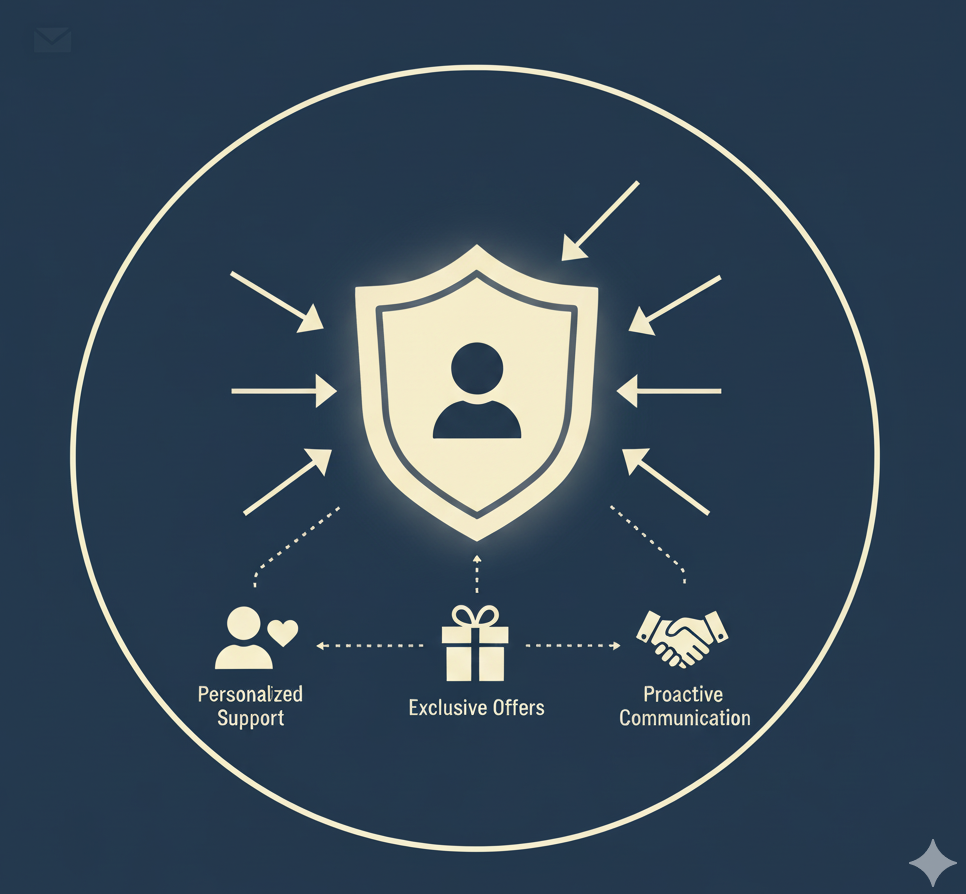 Personalized
Support
Exclusive Offers
Proactive
Communication